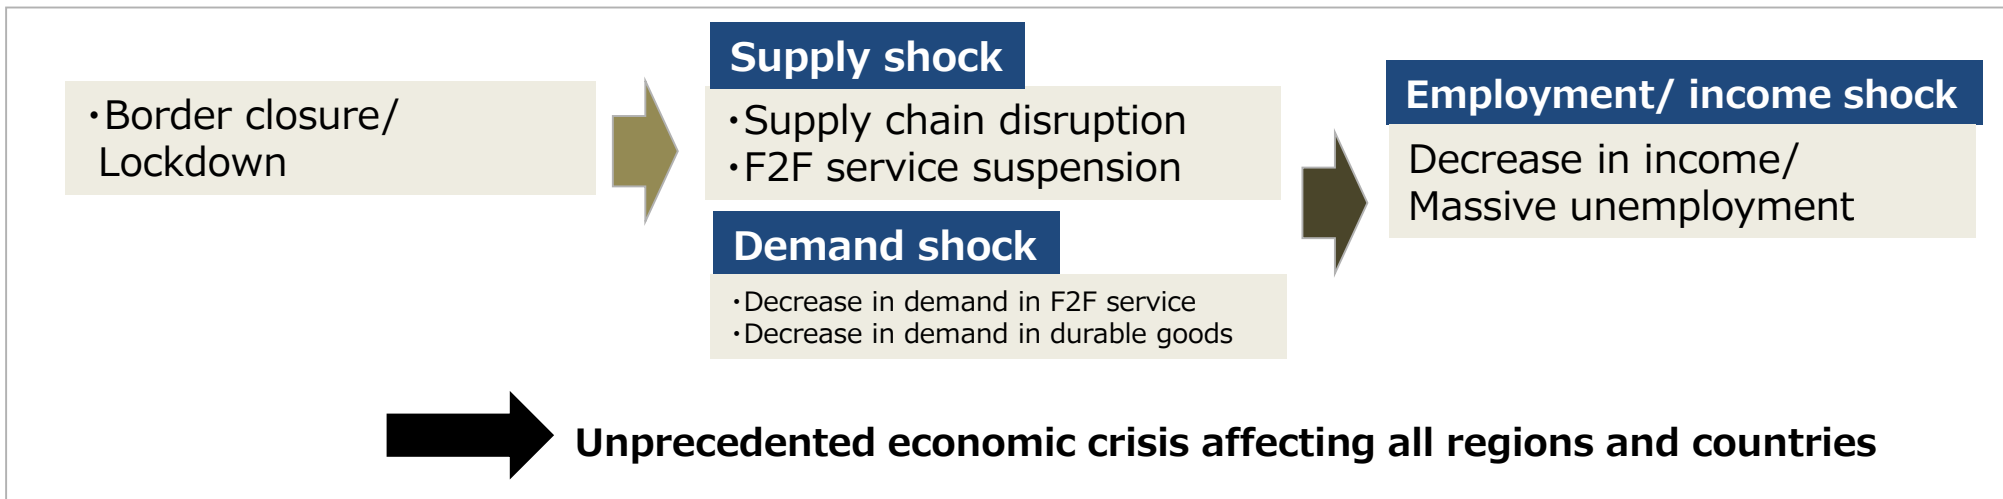 ・Border closure/
Lockdown
Supply shock
・Supply chain disruption
・F2F service suspension
Demand shock
・Decrease in demand in F2F service
・Decrease in demand in durable goods
Employment/ income shock
Decrease in income/
Massive unemployment
Unprecedented economic crisis affecting all regions and countries